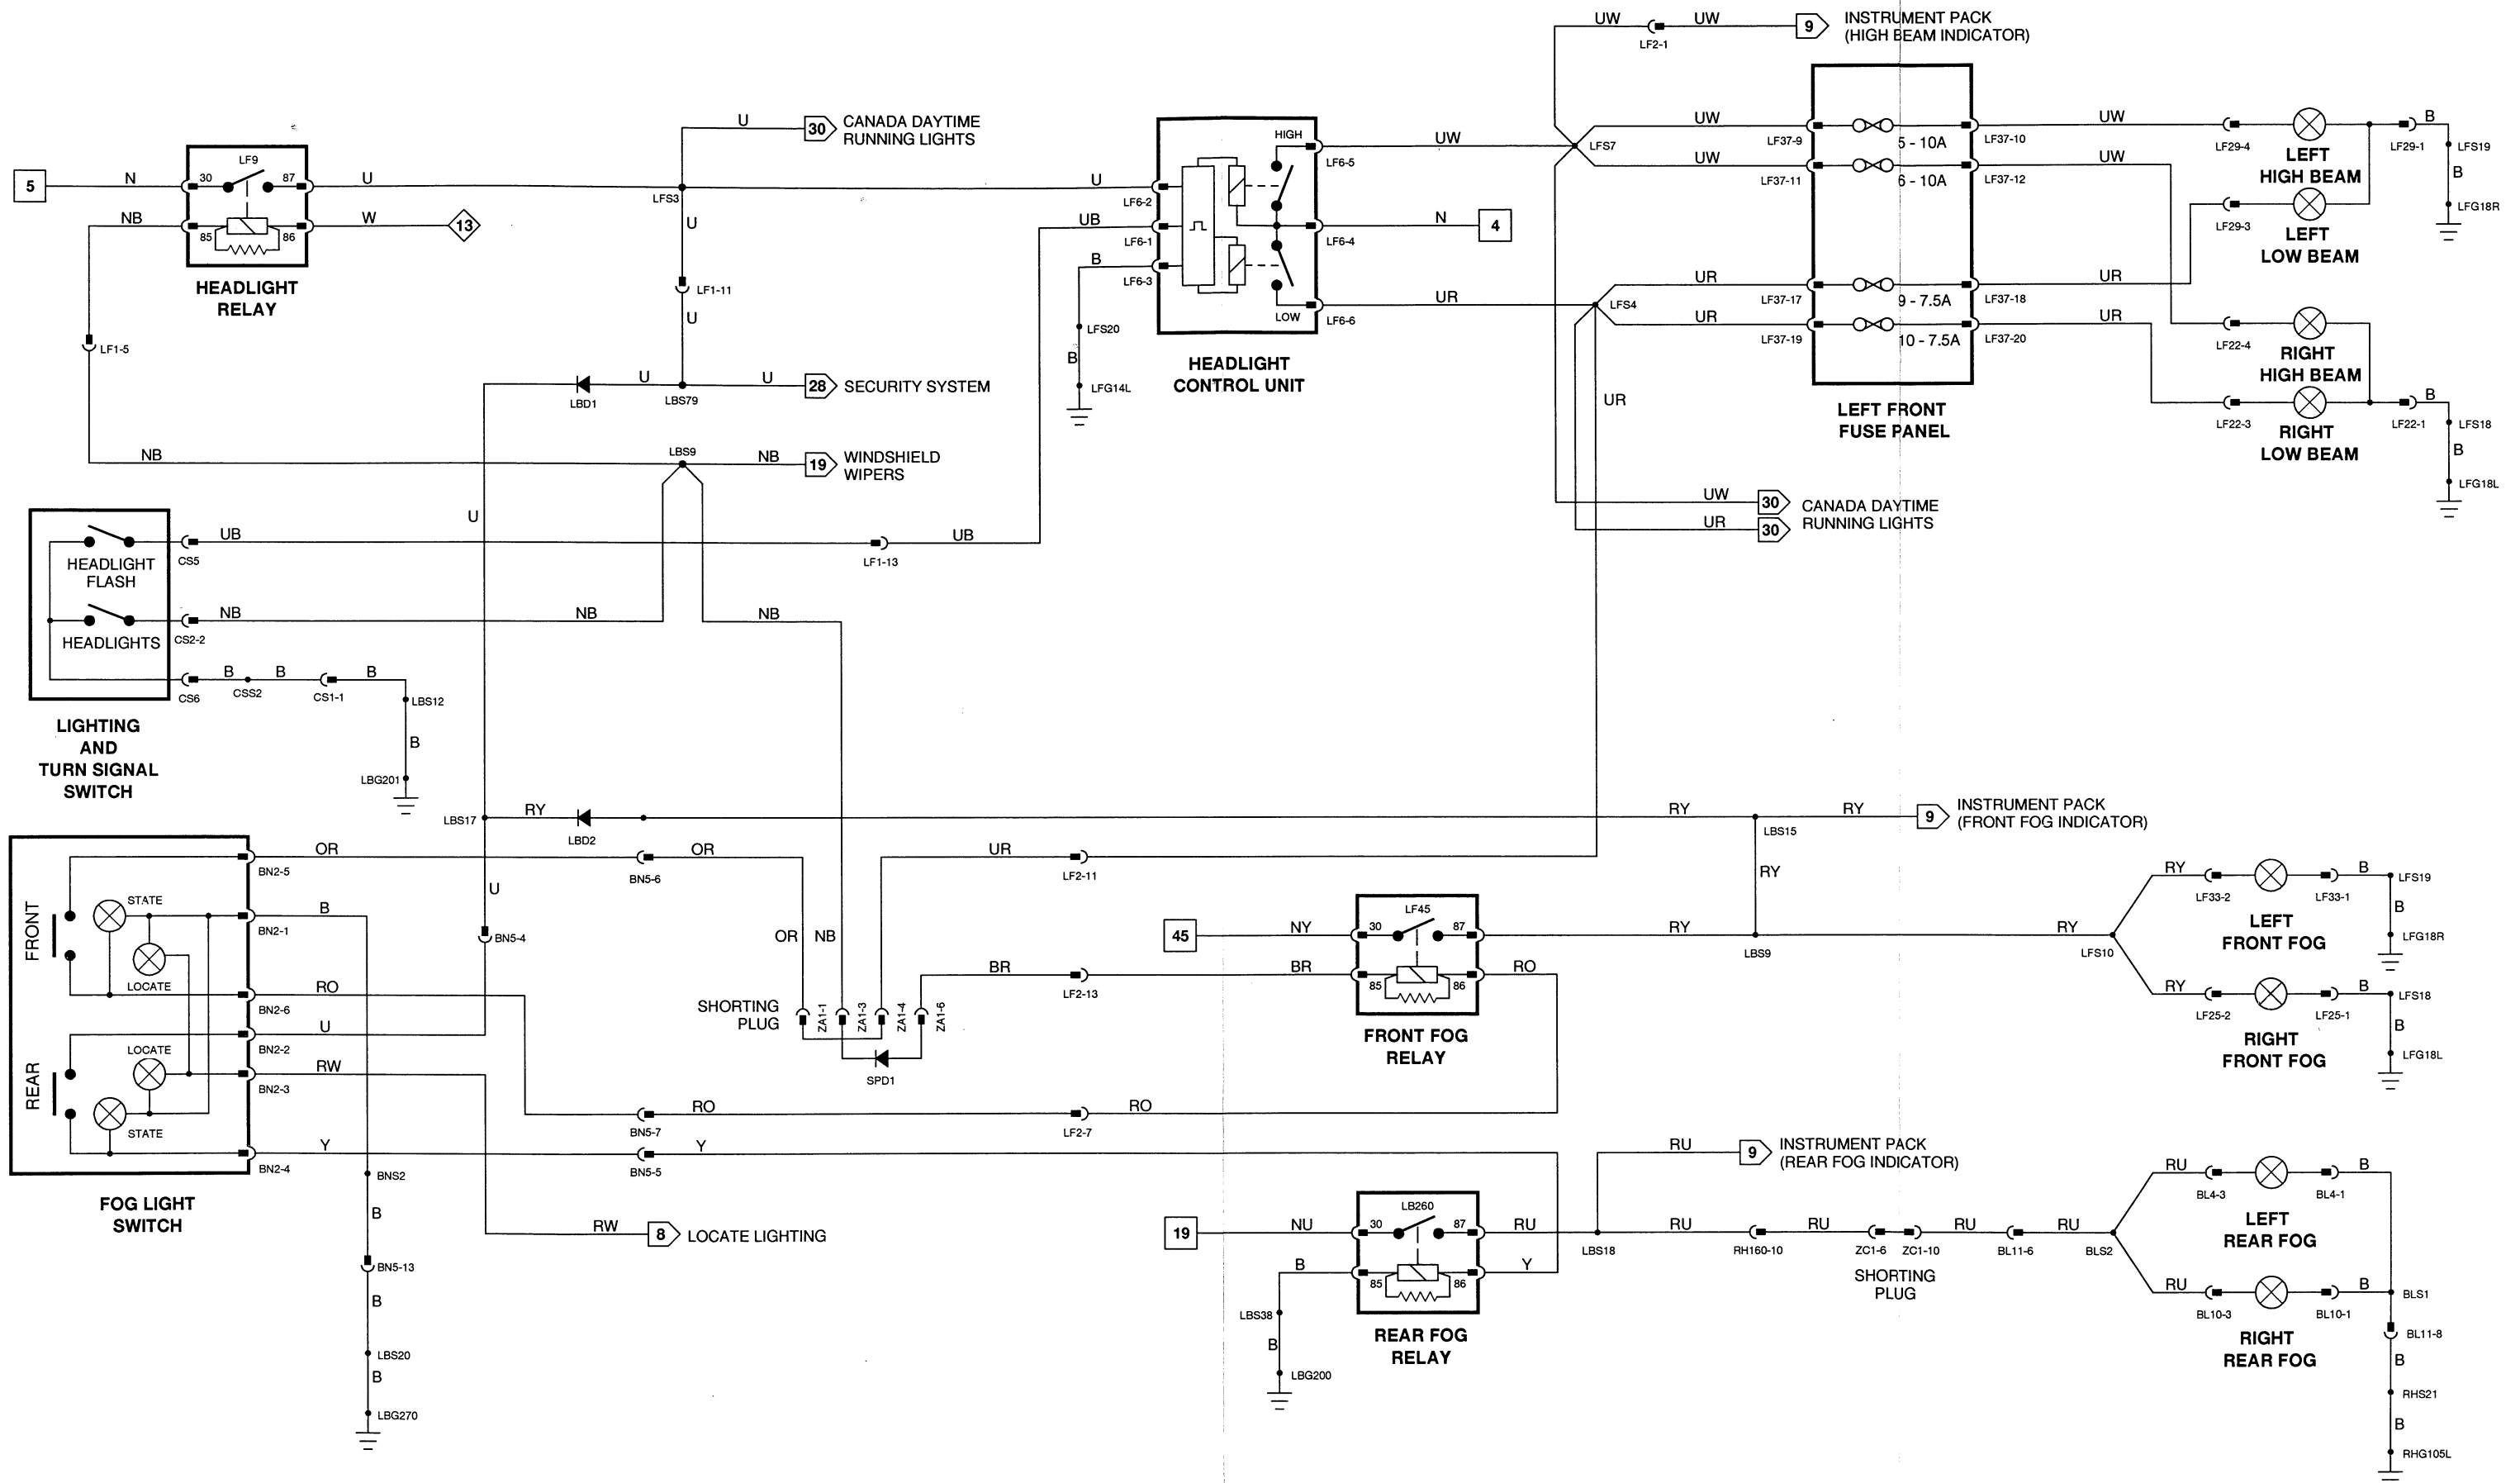 UW
UW
9
INSTRUMENT PACK
(HIGH BEAM INDICATOR)
LF2-1
U
30
CANADA DAYTIME
RUNNING LIGHTS
5
N
LF9
30
87
U
NB
85
86
W
13
HEADLIGHT
RELAY
LF1-5
LFS3
U
LF1-11
U
U
LBD1
U
LBS79
U
28
SECURITY SYSTEM
NB
LBS9
NB
19
WINDSHIELD
WIPERS
U
LF6-2
UB
LF6-1
B
LF6-3
LFS20
B
LFG14L
HIGH
LOW
LF6-5
UW
LF6-4
N
4
LF6-6
UR
HEADLIGHT
CONTROL UNIT
LFS7
UW
LF37-9
5 - 10A
LF37-10
UW
UW
LF37-11
6 - 10A
LF37-12
UW
LFS4
UR
LF37-17
9 - 7.5A
LF37-18
UR
UR
LF37-19
10 - 7.5A
LF37-20
UR
UR
LEFT FRONT
FUSE PANEL
LF29-4
LEFT
HIGH BEAM
LF29-1
B
LFS19
B
LFG18R
LF29-3
LEFT
LOW BEAM
LF22-4
RIGHT
HIGH BEAM
LF22-3
RIGHT
LOW BEAM
LF22-1
B
LFS18
B
LFG18L
UW
30
UR
30
CANADA DAYTIME
RUNNING LIGHTS
HEADLIGHT
FLASH
HEADLIGHTS
CS5
UB
LF1-13
UB
CS2-2
NB
NB
NB
CS6
B
CSS2
B
CS1-1
B
LBS12
B
LBG201
LIGHTING
AND
TURN SIGNAL
SWITCH
U
LBS17
RY
LBD2
RY
LBS15
RY
9
INSTRUMENT PACK
(FRONT FOG INDICATOR)
RY
FRONT
STATE
LOCATE
REAR
LOCATE
STATE
BN2-5
OR
BN5-6
OR
BN2-1
B
BN2-6
RO
BN2-2
U
BN2-3
RW
BN2-4
Y
FOG LIGHT
SWITCH
U
BN5-4
OR
NB
SHORTING
PLUG
ZA1-1
ZA1-3
ZA1-4
ZA1-6
SPD1
UR
LF2-11
BR
LF2-13
BR
BN5-7
RO
LF2-7
RO
BN5-5
Y
BNS2
B
BN5-13
B
LBS20
B
LBG270
RW
8
LOCATE LIGHTING
45
NY
LF45
30
87
85
86
RO
FRONT FOG
RELAY
RY
LBS9
RY
LFS10
RY
LF33-2
LF33-1
B
LFS19
B
LFG18R
LEFT
FRONT FOG
RY
LF25-2
LF25-1
B
LFS18
B
LFG18L
RIGHT
FRONT FOG
19
NU
LB260
30
87
85
86
RU
Y
B
LBS38
B
LBG200
REAR FOG
RELAY
LBS18
RU
9
INSTRUMENT PACK
(REAR FOG INDICATOR)
RU
RH160-10
RU
ZC1-6
ZC1-10
SHORTING
PLUG
RU
BL11-6
RU
BLS2
RU
BL4-3
BL4-1
B
LEFT
REAR FOG
RU
BL10-3
BL10-1
B
RIGHT
REAR FOG
BLS1
BL11-8
B
RHS21
B
RHG105L